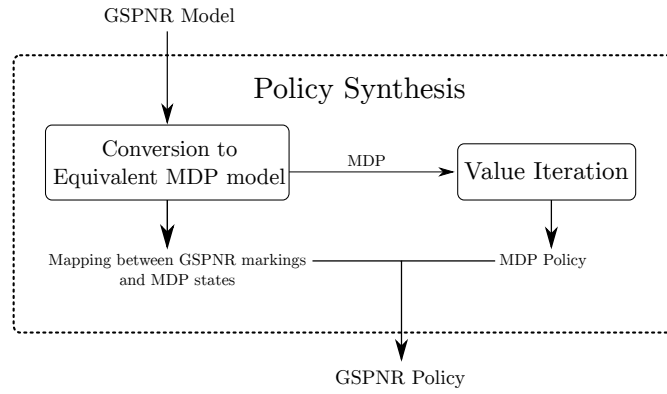 GSPNR Model
Policy Synthesis
Conversion to
Equivalent MDP model
MDP
Value Iteration
Mapping between GSPNR markings
and MDP states
MDP Policy
GSPNR Policy